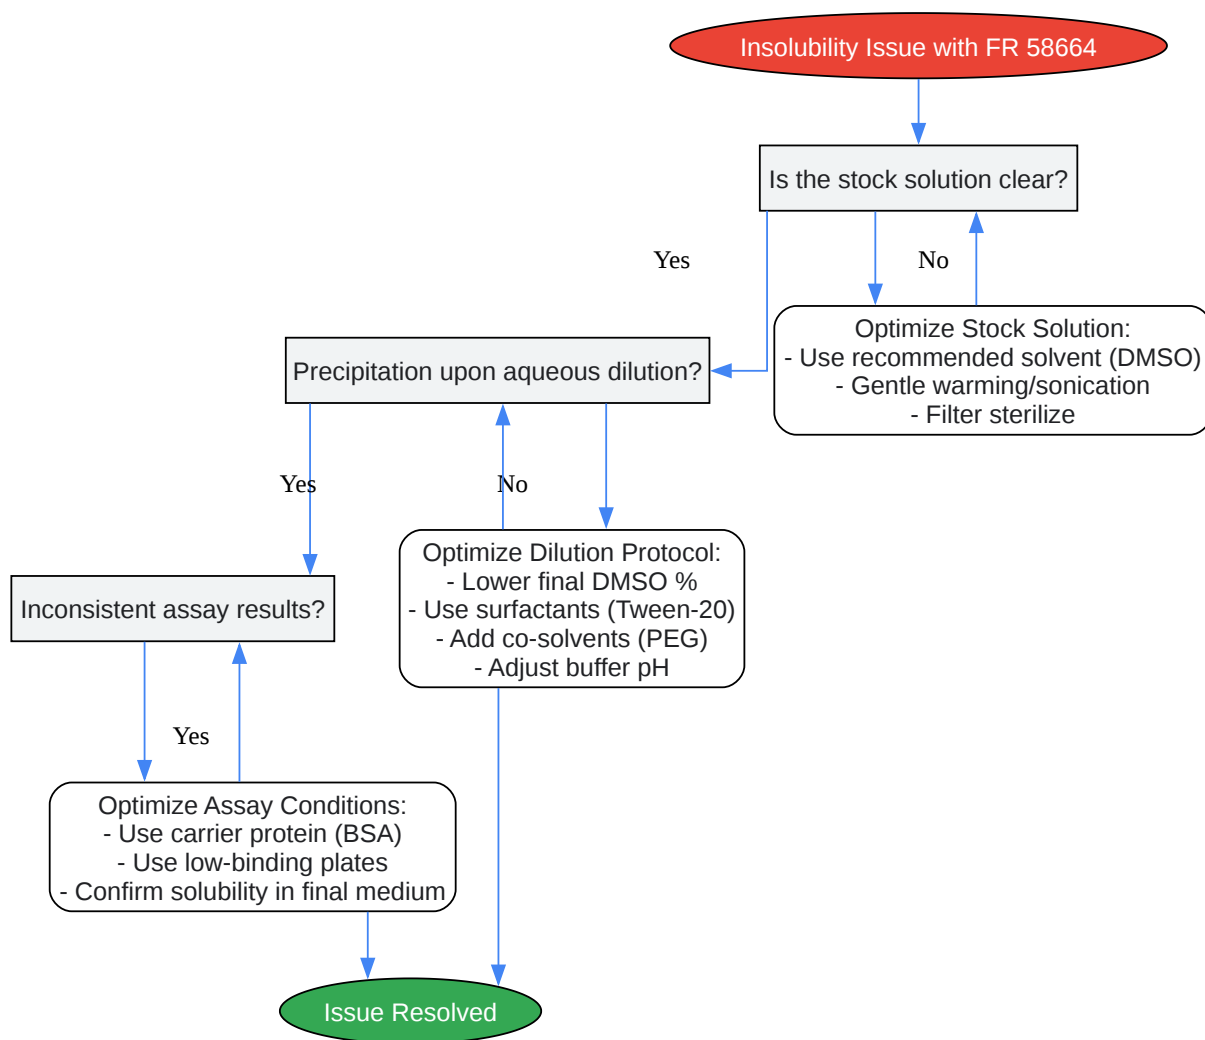 Insolubility Issue with FR 58664
Is the stock solution clear?
Yes
No
Optimize Stock Solution:
- Use recommended solvent (DMSO)
- Gentle warming/sonication
- Filter sterilize
Precipitation upon aqueous dilution?
Yes
No
Optimize Dilution Protocol:
- Lower final DMSO %
- Use surfactants (Tween-20)
- Add co-solvents (PEG)
- Adjust buffer pH
Inconsistent assay results?
Yes
Optimize Assay Conditions:
- Use carrier protein (BSA)
- Use low-binding plates
- Confirm solubility in final medium
Issue Resolved